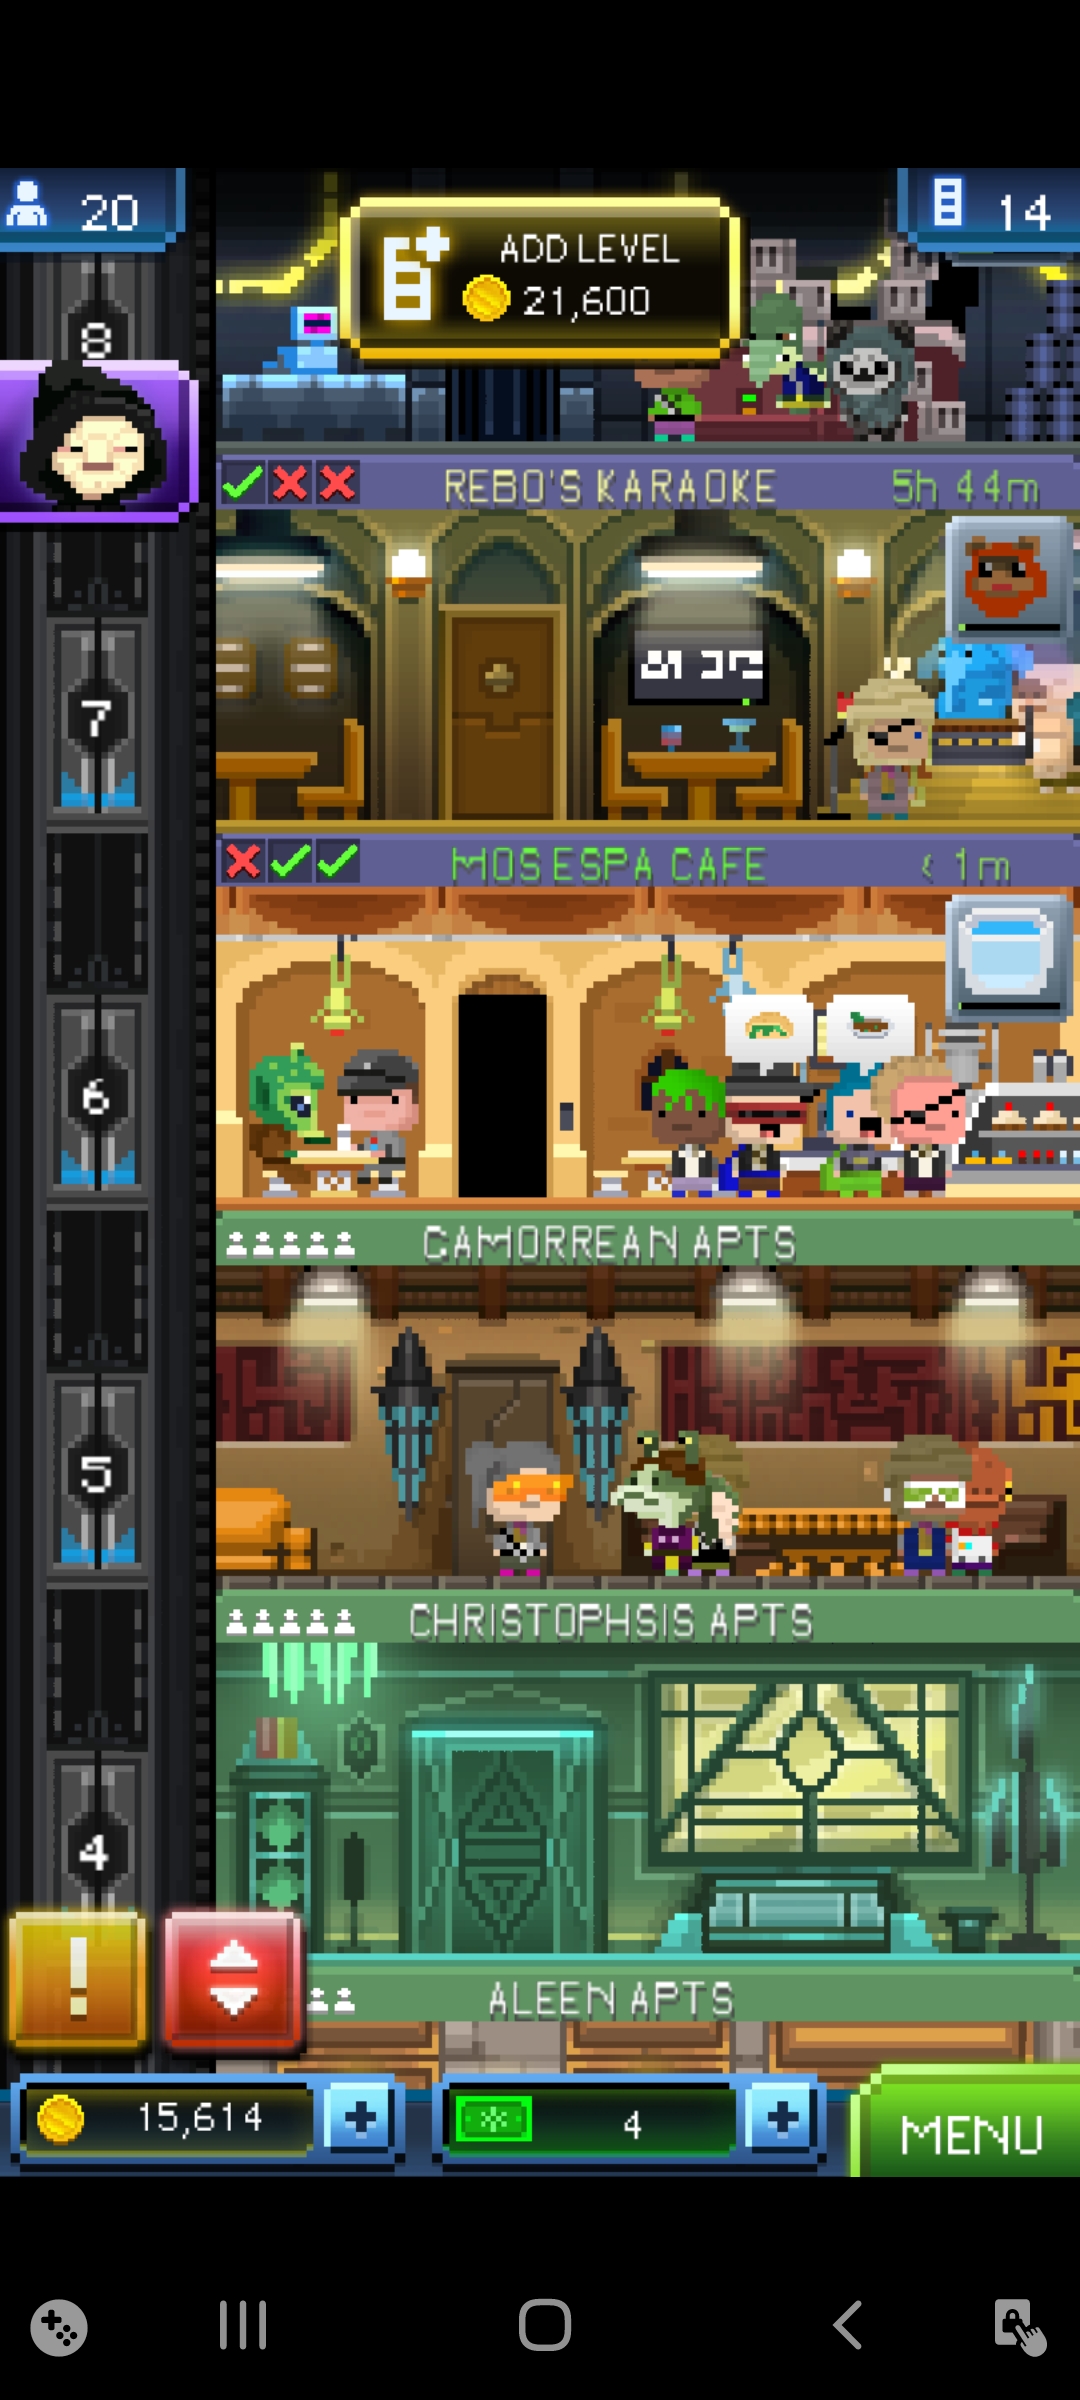 20
ADD LEVEL
21,600
14
8
REBO'S KARAOKE
5h 44m
7
MOS ESPA CAFE
< 1m
6
CAMORREAN APTS
5
CHRISTOPHSIS APTS
4
!
ALEEN APTS
15,614
4
MENU